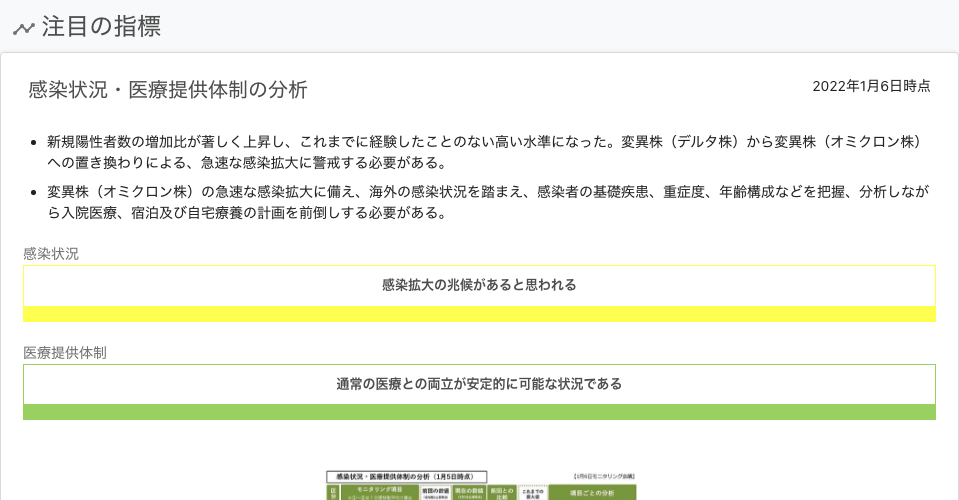 注目の指標
感染状況・医療提供体制の分析
2022年1月6日時点
• 新規陽性者数の増加比が著しく上昇し、これまでに経験したことのない高い水準になった。変異株（デルタ株）から変異株（オミクロン株）
への置き換わりによる、急速な感染拡大に警戒する必要がある。
• 変異株（オミクロン株）の急速な感染拡大に備え、海外の感染状況を踏まえ、感染者の基礎疾患、重症度、年齢構成などを把握、分析しなが
ら入院医療、宿泊及び自宅療養の計画を前倒しする必要がある。
感染状況
感染拡大の兆候があると思われる
医療提供体制
通常の医療との両立が安定的に可能な状況である
感染状況・医療提供体制の分析（1月5日時点）
【1月6日モニタリング会議】
区分
モニタリング項目
前回の数値
現在の数値
前回との
比較
これまでの
最大値
項目ごとの分析